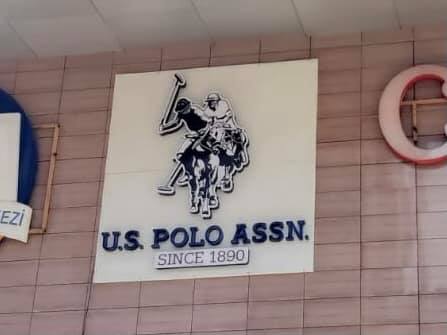 U.S. POLO ASSN.
SINCE 1890
EZİ
C